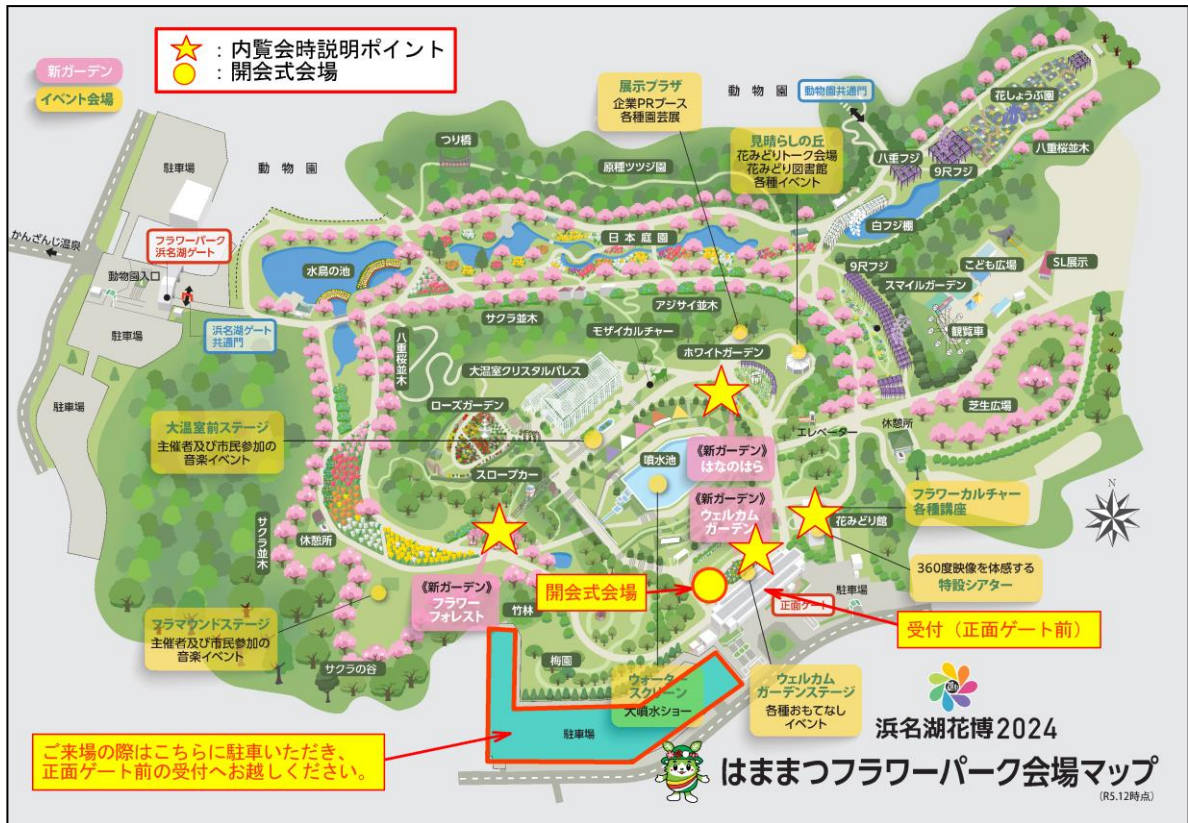 ★：内覧会時説明ポイント
●：開会式会場
新ガーデン
イベント会場
展示プラザ
企業PRブース
各種園芸展
動物園
動物園共通門
花しょうぶ園
つり橋
見晴らしの丘
花みどりトーク会場
花みどり図書館
各種イベント
八重フジ
八重桜並木
駐車場
動物園
原種ツツジ園
9尺フジ
白フジ棚
かんざんじ温泉
フラワーパーク
浜名湖ゲート
日本庭園
水鳥の池
9尺フジ
こども広場
SL展示
動物園入口
スマイルガーデン
アジサイ並木
サクラ並木
モザイカルチャー
観覧車
浜名湖ゲート
共通門
駐車場
八重桜並木
ホワイトガーデン
大温室クリスタルパレス
駐車場
ローズガーデン
芝生広場
エレベーター
休憩所
大温室前ステージ
主催者及び市民参加の
音楽イベント
《新ガーデン》
はなのはら
スロープカー
噴水池
フラワーカルチャー
各種講座
《新ガーデン》
ウェルカム
ガーデン
花みどり館
サクラ並木
休憩所
N
360度映像を体感する
特設シアター
《新ガーデン》
フラワー
フォレスト
開会式会場
駐車場
正面ゲート
竹林
受付（正面ゲート前）
フラマウンドステージ
主催者及び市民参加の
音楽イベント
梅園
サクラの谷
ウォーター
スクリーン
大噴水ショー
ウェルカム
ガーデンステージ
各種おもてなし
イベント
駐車場
ご来場の際はこちらに駐車いただき、
正面ゲート前の受付へお越しください。
浜名湖花博2024
はままつフラワーパーク会場マップ
(R5.12時点)